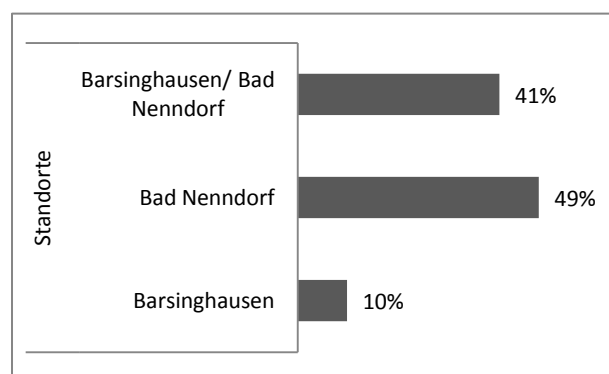 Standorte
Barsinghausen/ Bad
Nenndorf
41%
Bad Nenndorf
49%
Barsinghausen
10%